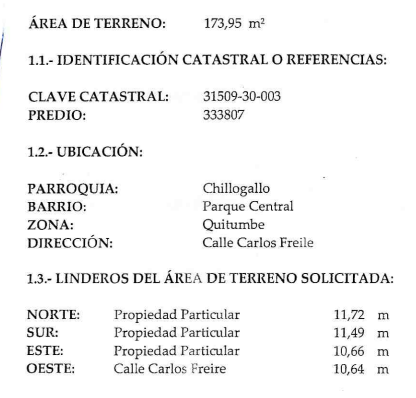 ÁREA DE TERRENO: 173,95 m²
1.1.- IDENTIFICACIÓN CATASTRAL O REFERENCIAS:
CLAVE CATASTRAL: 31509-30-003
PREDIO: 333807
1.2.- UBICACIÓN:
PARROQUIA: Chillogallo
BARRIO: Parque Central
ZONA: Quitumbe
DIRECCIÓN: Calle Carlos Freile
1.3.- LINDEROS DEL ÁREA DE TERRENO SOLICITADA:
NORTE: Propiedad Particular 11,72 m
SUR: Propiedad Particular 11,49 m
ESTE: Propiedad Particular 10,66 m
OESTE: Calle Carlos Freire 10,64 m